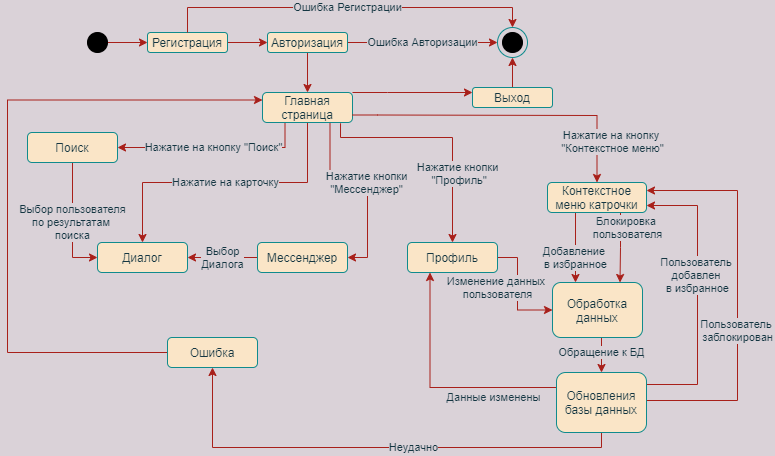 Ошибка Регистрации
Регистрация
Авторизация
Ошибка Авторизации
Главная
страница
Выход
Нажатие на кнопку
"Контекстное меню"
Поиск
Нажатие на кнопку "Поиск"
Нажатие на карточку
Нажатие кнопки
"Мессенджер"
Нажатие кнопки
"Профиль"
Контекстное
меню катрочки
Выбор пользователя
по результатам
поиска
Блокировка
пользователя
Диалог
Выбор
Диалога
Мессенджер
Профиль
Добавление
в избранное
Пользователь
добавлен
в избранное
Изменение данных
пользователя
Обработка
данных
Пользователь
заблокирован
Ошибка
Обращение к БД
Данные изменены
Обновления
базы данных
Неудачно